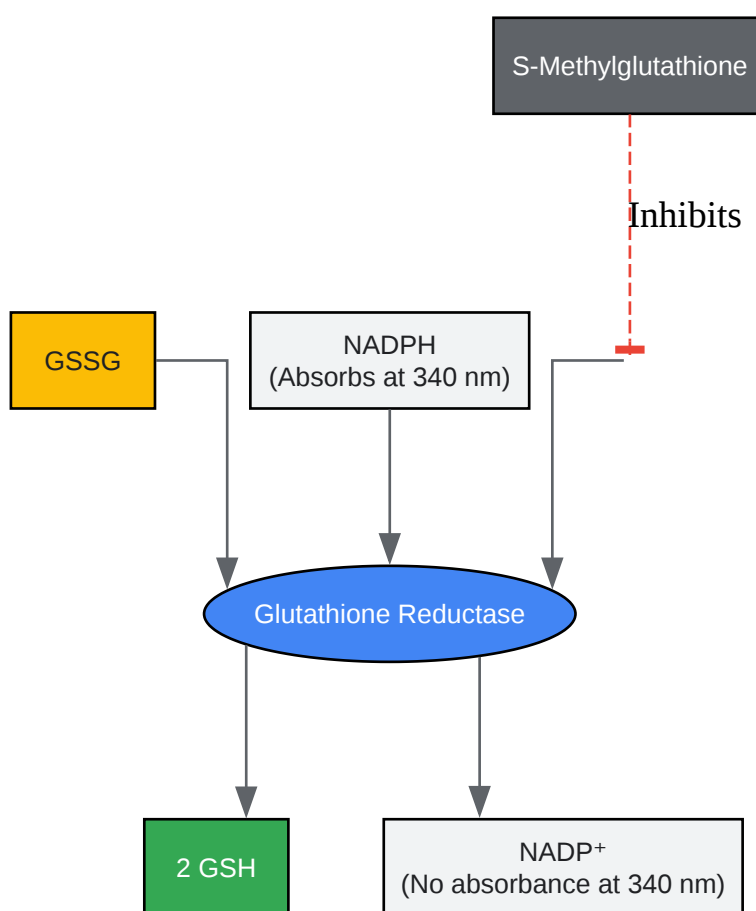 S-Methylglutathione
Inhibits
GSSG
NADPH
(Absorbs at 340 nm)
Glutathione Reductase
2 GSH
NADP⁺
(No absorbance at 340 nm)